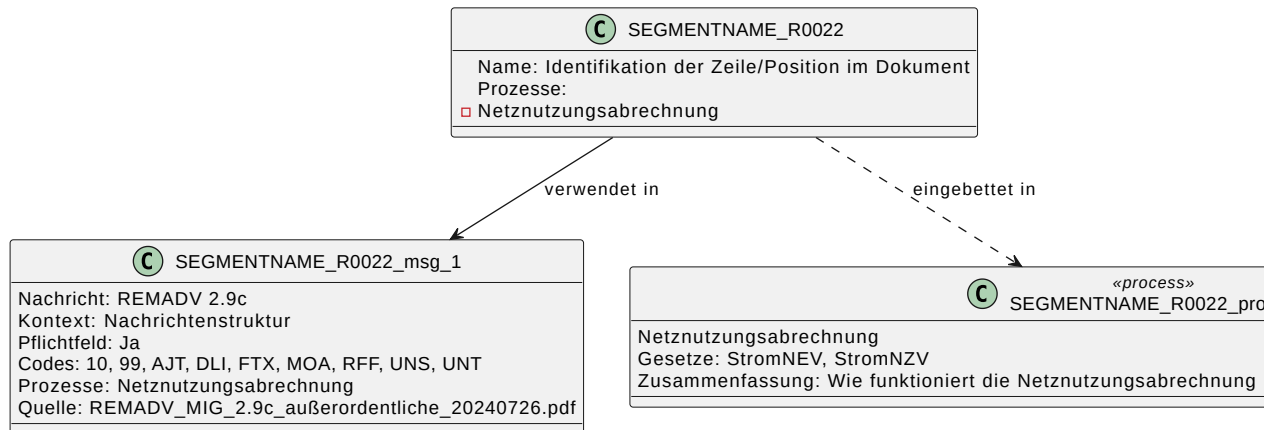 C SEGMENTNAME_R0022
Name: Identifikation der Zeile/Position im Dokument
Prozesse:
Netznutzungsabrechnung
verwendet in
eingebettet in
C SEGMENTNAME_R0022_msg_1
Nachricht: REMADV 2.9c
Kontext: Nachrichtenstruktur
Pflichtfeld: Ja
Codes: 10, 99, AJT, DLI, FTX, MOA, RFF, UNS, UNT
Prozesse: Netznutzungsabrechnung
Quelle: REMADV_MIG_2.9c_außerordentliche_20240726.pdf
«process»
C SEGMENTNAME_R0022_pro
Netznutzungsabrechnung
Gesetze: StromNEV, StromNZV
Zusammenfassung: Wie funktioniert die Netznutzungsabrechnung